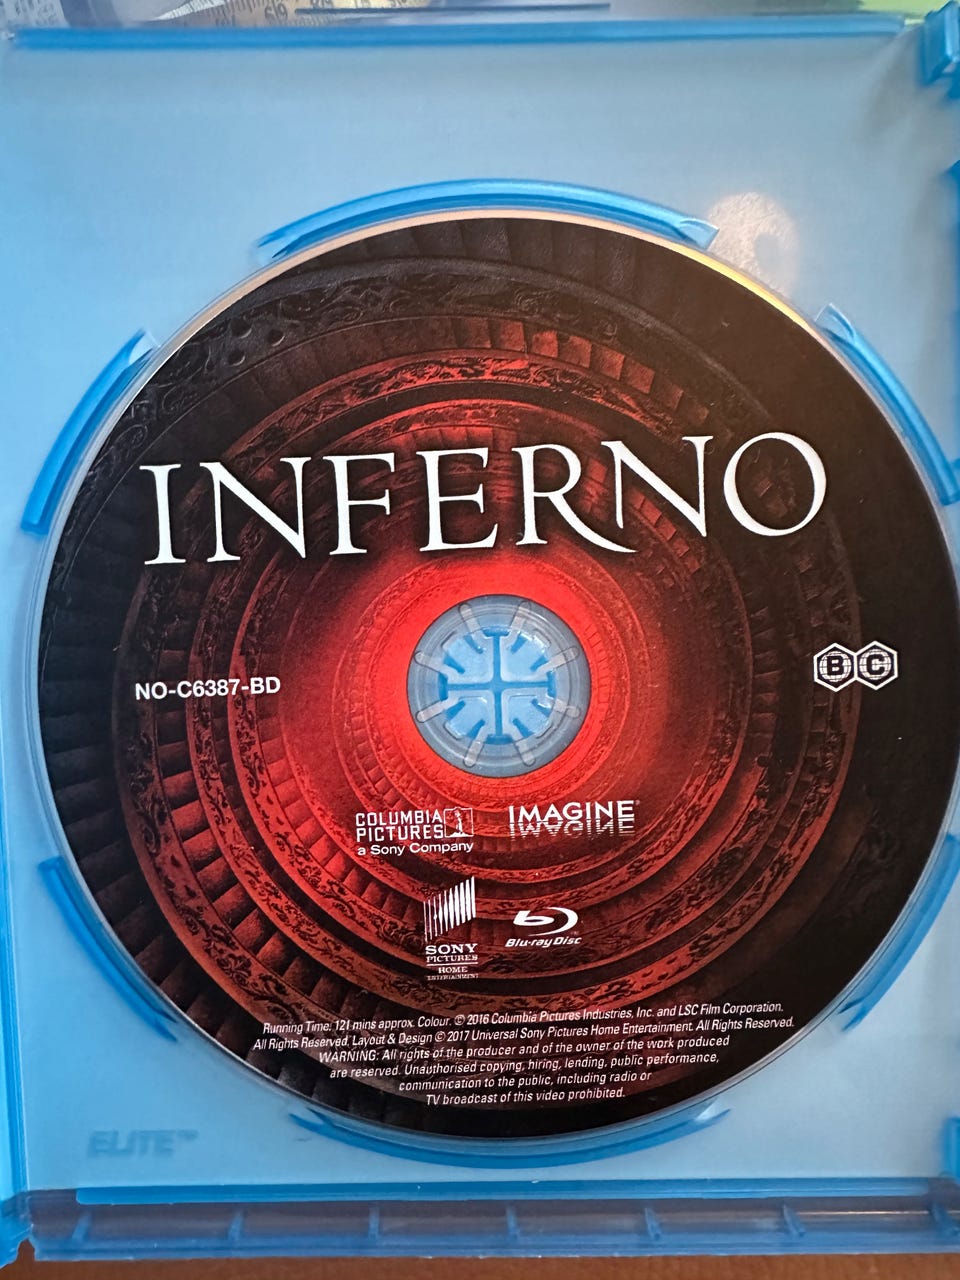 INFERNO
NO-C6387-BD
B C
COLUMBIA
PICTURES
a Sony Company
IMAGINE
SONY
PICTURES
HOME
ENTERTAINMENT
Blu-ray Disc
Running Time: 121 mins approx. Colour. © 2016 Columbia Pictures Industries, Inc. and LSC Film Corporation.
All Rights Reserved. Layout & Design © 2017 Universal Sony Pictures Home Entertainment. All Rights Reserved.
WARNING: All rights of the producer and of the owner of the work produced
are reserved. Unauthorised copying, hiring, lending, public performance,
communication to the public, including radio or
TV broadcast of this video prohibited.
ELITE™